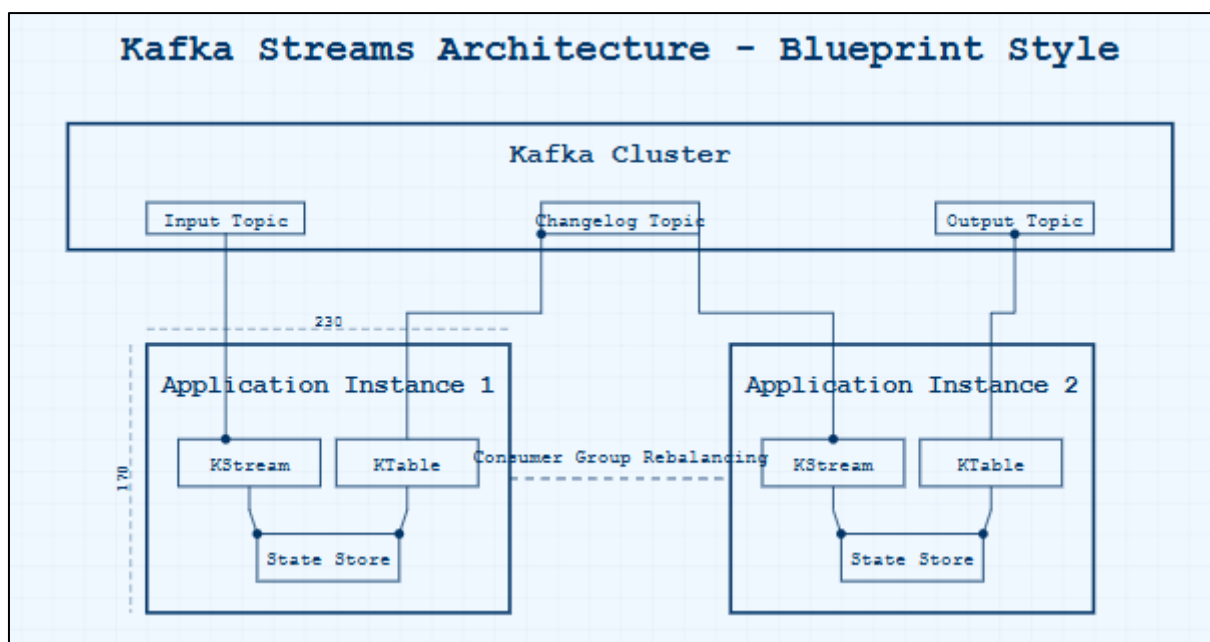 Kafka Streams Architecture - Blueprint Style
Kafka Cluster
Input Topic
Changelog Topic
Output Topic
230
Application Instance 1
Application Instance 2
170
KStream
KTable
Consumer Group Rebalancing
KStream
KTable
State Store
State Store